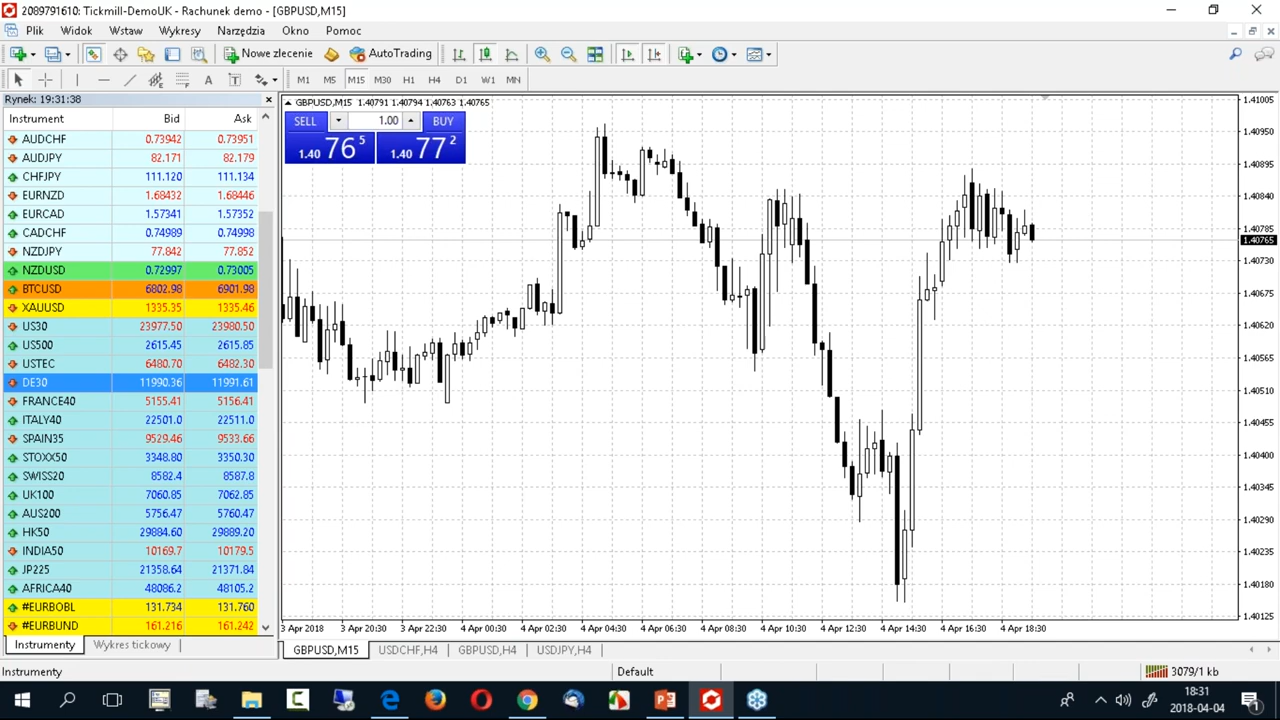 2089791610: Tickmill-DemoUK - Rachunek demo - [GBPUSD,M15]
Plik Widok Wstaw Wykresy Narzędzia Okno Pomoc
Nowe zlecenie AutoTrading
A T M1 M5 M15 M30 H1 H4 D1 W1 MN
Rynek: 19:31:38
Instrument Bid Ask
AUDCHF 0.73942 0.73951
AUDJPY 82.171 82.179
CHFJPY 111.120 111.134
EURNZD 1.68432 1.68446
EURCAD 1.57341 1.57352
CADCHF 0.74989 0.74998
NZDJPY 77.842 77.852
NZDUSD 0.72997 0.73005
BTCUSD 6802.98 6901.98
XAUUSD 1335.35 1335.46
US30 23977.50 23980.50
US500 2615.45 2615.85
USTEC 6480.70 6482.30
DE30 11990.36 11991.61
FRANCE40 5155.41 5156.41
ITALY40 22501.0 22511.0
SPAIN35 9529.46 9533.66
STOXX50 3348.80 3350.30
SWISS20 8582.4 8587.8
UK100 7060.85 7062.85
AUS200 5756.47 5760.47
HK50 29884.60 29889.20
INDIA50 10169.7 10179.5
JP225 21358.64 21371.84
AFRICA40 48086.2 48105.2
#EURBOBL 131.734 131.760
#EURBUND 161.216 161.242
Instrumenty Wykres tickowy
GBPUSD,M15 1.40791 1.40794 1.40763 1.40765
SELL 1.00 BUY
1.40 76 5 1.40 77 2
1.41005
1.40950
1.40895
1.40840
1.40785
1.40765
1.40730
1.40675
1.40620
1.40565
1.40510
1.40455
1.40400
1.40345
1.40290
1.40235
1.40180
1.40125
3 Apr 2018 3 Apr 20:30 3 Apr 22:30 4 Apr 00:30 4 Apr 02:30 4 Apr 04:30 4 Apr 06:30 4 Apr 08:30 4 Apr 10:30 4 Apr 12:30 4 Apr 14:30 4 Apr 16:30 4 Apr 18:30
GBPUSD,M15 USDCHF,H4 GBPUSD,H4 USDJPY,H4
Instrumenty Default 3079/1 kb
18:31
2018-04-04